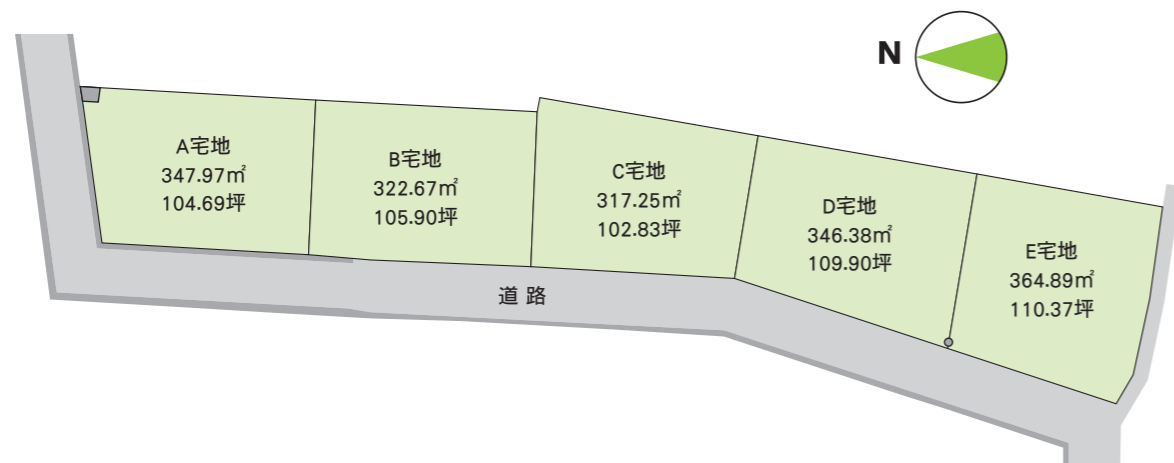 N
A宅地
347.97㎡
104.69坪
B宅地
322.67㎡
105.90坪
C宅地
317.25㎡
102.83坪
D宅地
346.38㎡
109.90坪
E宅地
364.89㎡
110.37坪
道路